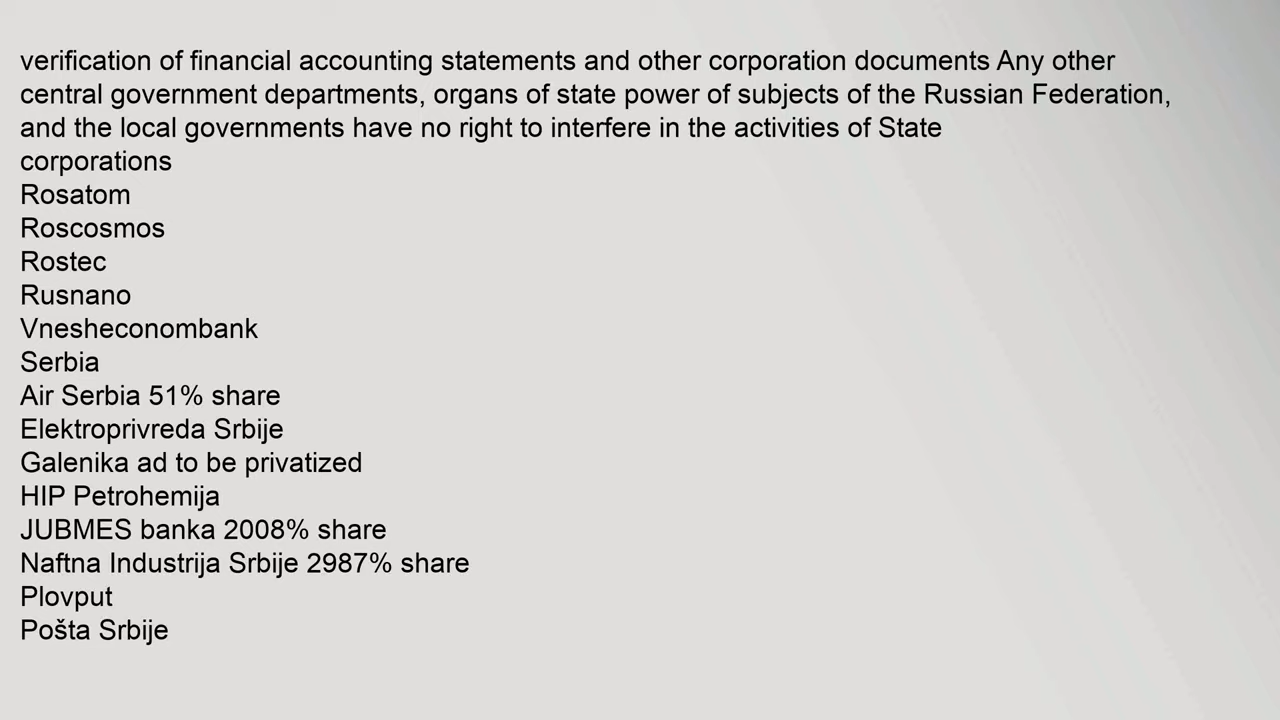 verification of financial accounting statements and other corporation documents Any other
central government departments, organs of state power of subjects of the Russian Federation,
and the local governments have no right to interfere in the activities of State
corporations
Rosatom
Roscosmos
Rostec
Rusnano
Vnesheconombank
Serbia
Air Serbia 51% share
Elektroprivreda Srbije
Galenika ad to be privatized
HIP Petrohemija
JUBMES banka 2008% share
Naftna Industrija Srbije 2987% share
Plovput
Pošta Srbije